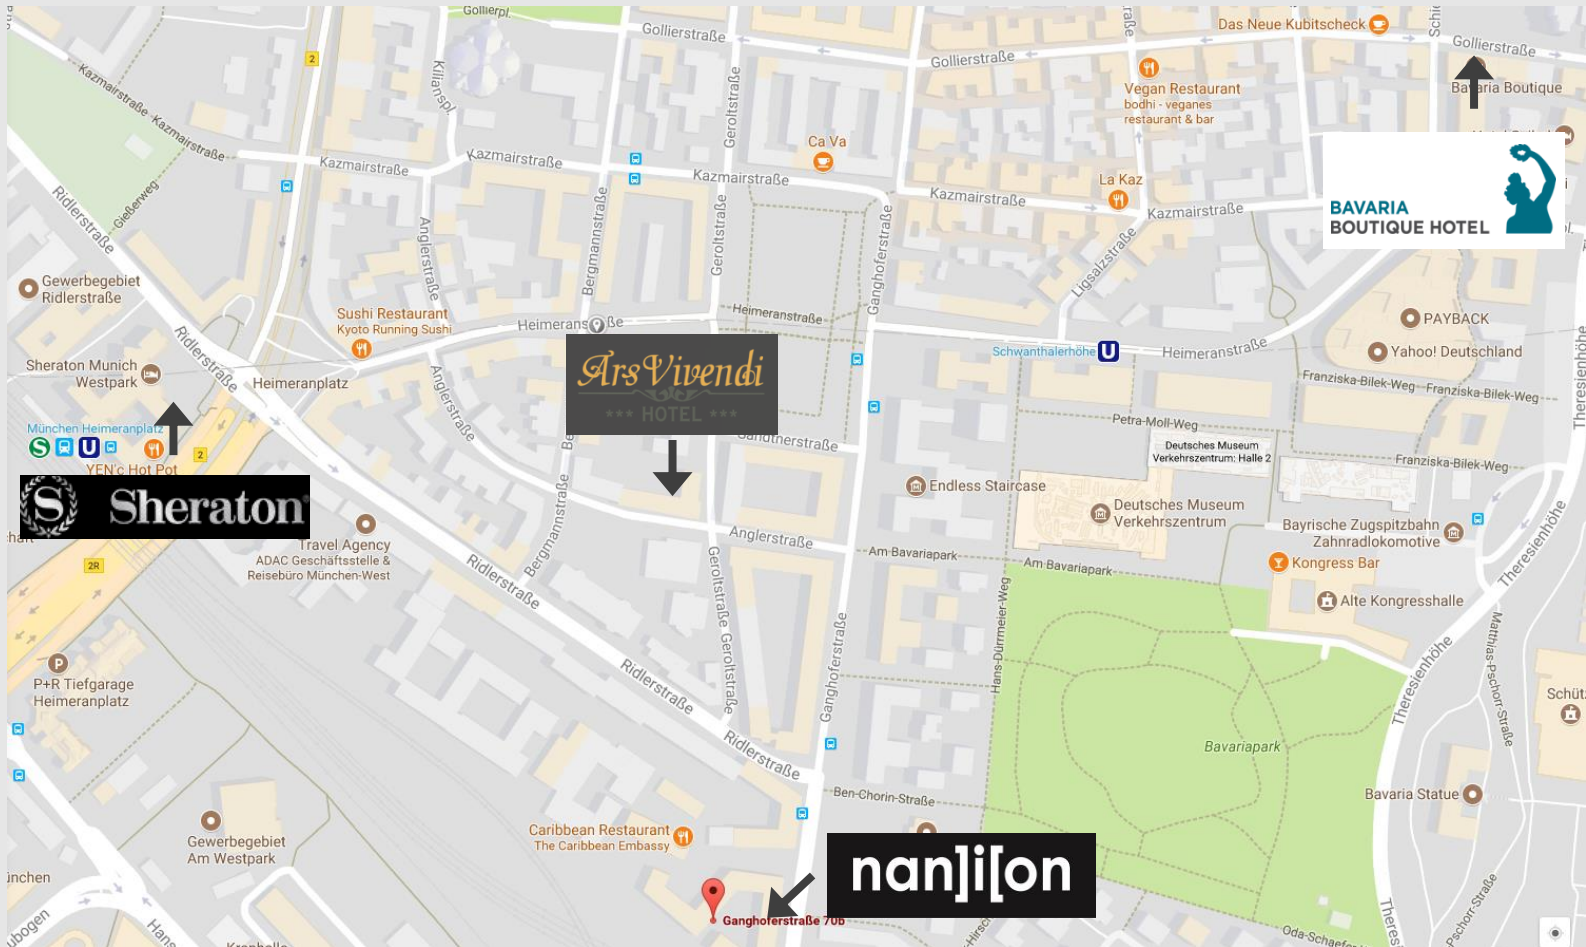 Gollierpl.
Gollierstraße
Gollierstraße
Das Neue Kubitscheck
Gollierstraße
Bavaria Boutique
2
Kilianspl.
Kazmairstraße
Kazmairstraße
Geroltstraße
Vegan Restaurant
bodhi - veganes
restaurant & bar
Ca Va
Kazmairstraße
Kazmairstraße
Kazmairstraße
La Kaz
Kazmairstraße
Kazmairstraße
BAVARIA
BOUTIQUE HOTEL
Ridlerstraße
Gießerweg
Anglerstraße
Bergmannstraße
Geroltstraße
Ganghoferstraße
Ligsalzstraße
Gewerbegebiet
Ridlerstraße
Sushi Restaurant
Kyoto Running Sushi
Heimeranstraße
PAYBACK
Ridlerstraße
Schwanthalerhöhe
U
Heimeranstraße
Yahoo! Deutschland
Theresienhöhe
Sheraton Munich
Westpark
Heimeranplatz
ArsVivendi
*** HOTEL ***
Franziska-Bilek-Weg
Franziska-Bilek-Weg
Anglerstraße
Petra-Moll-Weg
München Heimeranplatz
S
U
YEN'c Hot Pot
2
Deutsches Museum
Verkehrszentrum: Halle 2
Franziska-Bilek-Weg
S
Sheraton
Endless Staircase
Deutsches Museum
Verkehrszentrum
Bayrische Zugspitzbahn
Zahnradlokomotive
Travel Agency
ADAC Geschäftsstelle &
Reisebüro München-West
Bergmannstraße
Anglerstraße
Am Bavariapark
Am Bavariapark
Kongress Bar
Theresienhöhe
2R
Ridlerstraße
Geroltstraße
Geroltstraße
Ganghoferstraße
Hans-Dürrmeier-Weg
Alte Kongresshalle
Matthias-Pschorr-Straße
P
P+R Tiefgarage
Heimeranplatz
Ridlerstraße
Theresienhöhe
Bavariapark
Ridlerstraße
Ben-Chorin-Straße
Bavaria Statue
Caribbean Restaurant
The Caribbean Embassy
Gewerbegebiet
Am Westpark
nan]i[on
Ganghoferstraße 70b